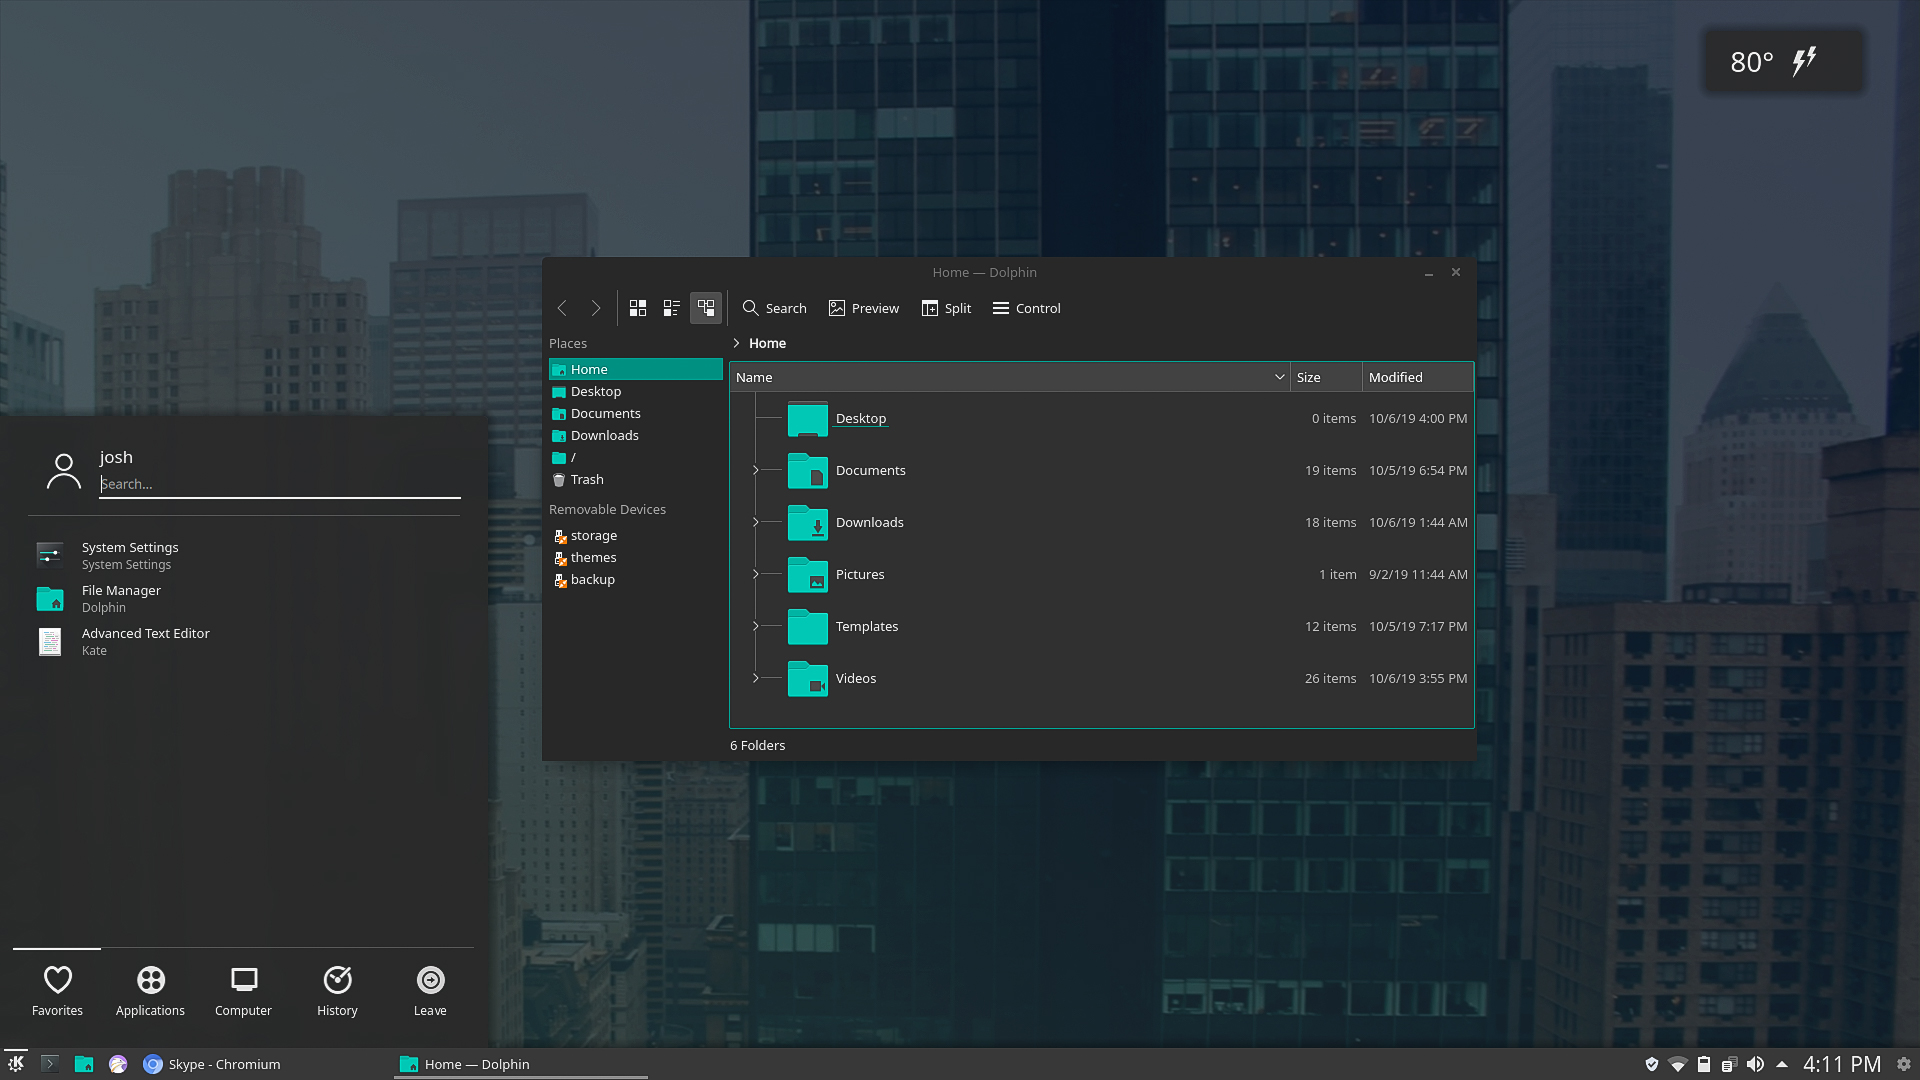 80°
Home — Dolphin
Search Preview Split Control
Places
Home
Desktop
Documents
Downloads
/
Trash
Removable Devices
storage
themes
backup
Home
Name Size Modified
Desktop 0 items 10/6/19 4:00 PM
Documents 19 items 10/5/19 6:54 PM
Downloads 18 items 10/6/19 1:44 AM
Pictures 1 item 9/2/19 11:44 AM
Templates 12 items 10/5/19 7:17 PM
Videos 26 items 10/6/19 3:55 PM
6 Folders
josh
Search...
System Settings
System Settings
File Manager
Dolphin
Advanced Text Editor
Kate
Favorites Applications Computer History Leave
Skype - Chromium Home — Dolphin 4:11 PM